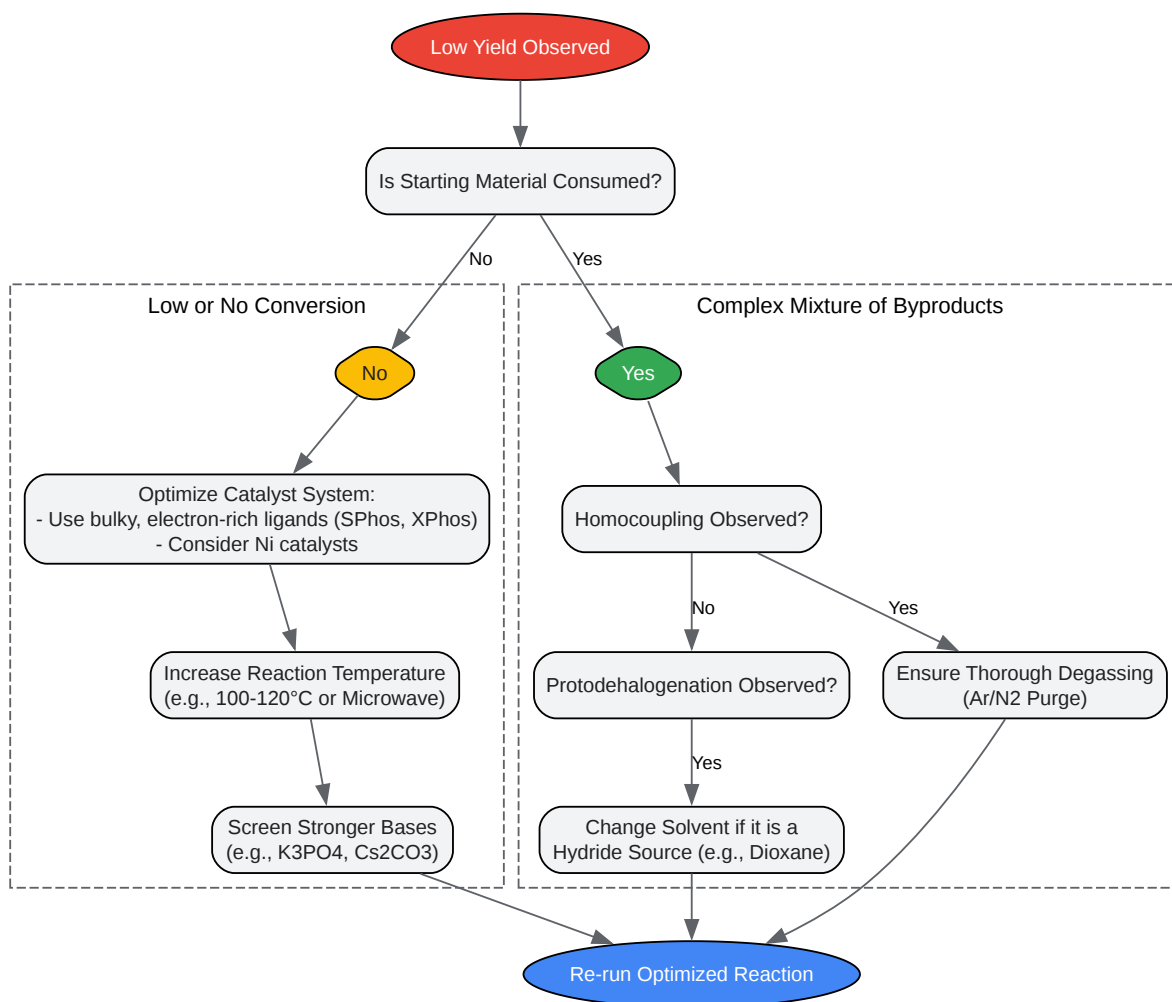 Low Yield Observed
Is Starting Material Consumed?
No
Yes
Low or No Conversion
Complex Mixture of Byproducts
No
Yes
Optimize Catalyst System:
- Use bulky, electron-rich ligands (SPhos, XPhos)
- Consider Ni catalysts
Homocoupling Observed?
No
Yes
Increase Reaction Temperature
(e.g., 100-120°C or Microwave)
Protodehalogenation Observed?
Ensure Thorough Degassing
(Ar/N2 Purge)
Yes
Screen Stronger Bases
(e.g., K3PO4, Cs2CO3)
Change Solvent if it is a
Hydride Source (e.g., Dioxane)
Re-run Optimized Reaction